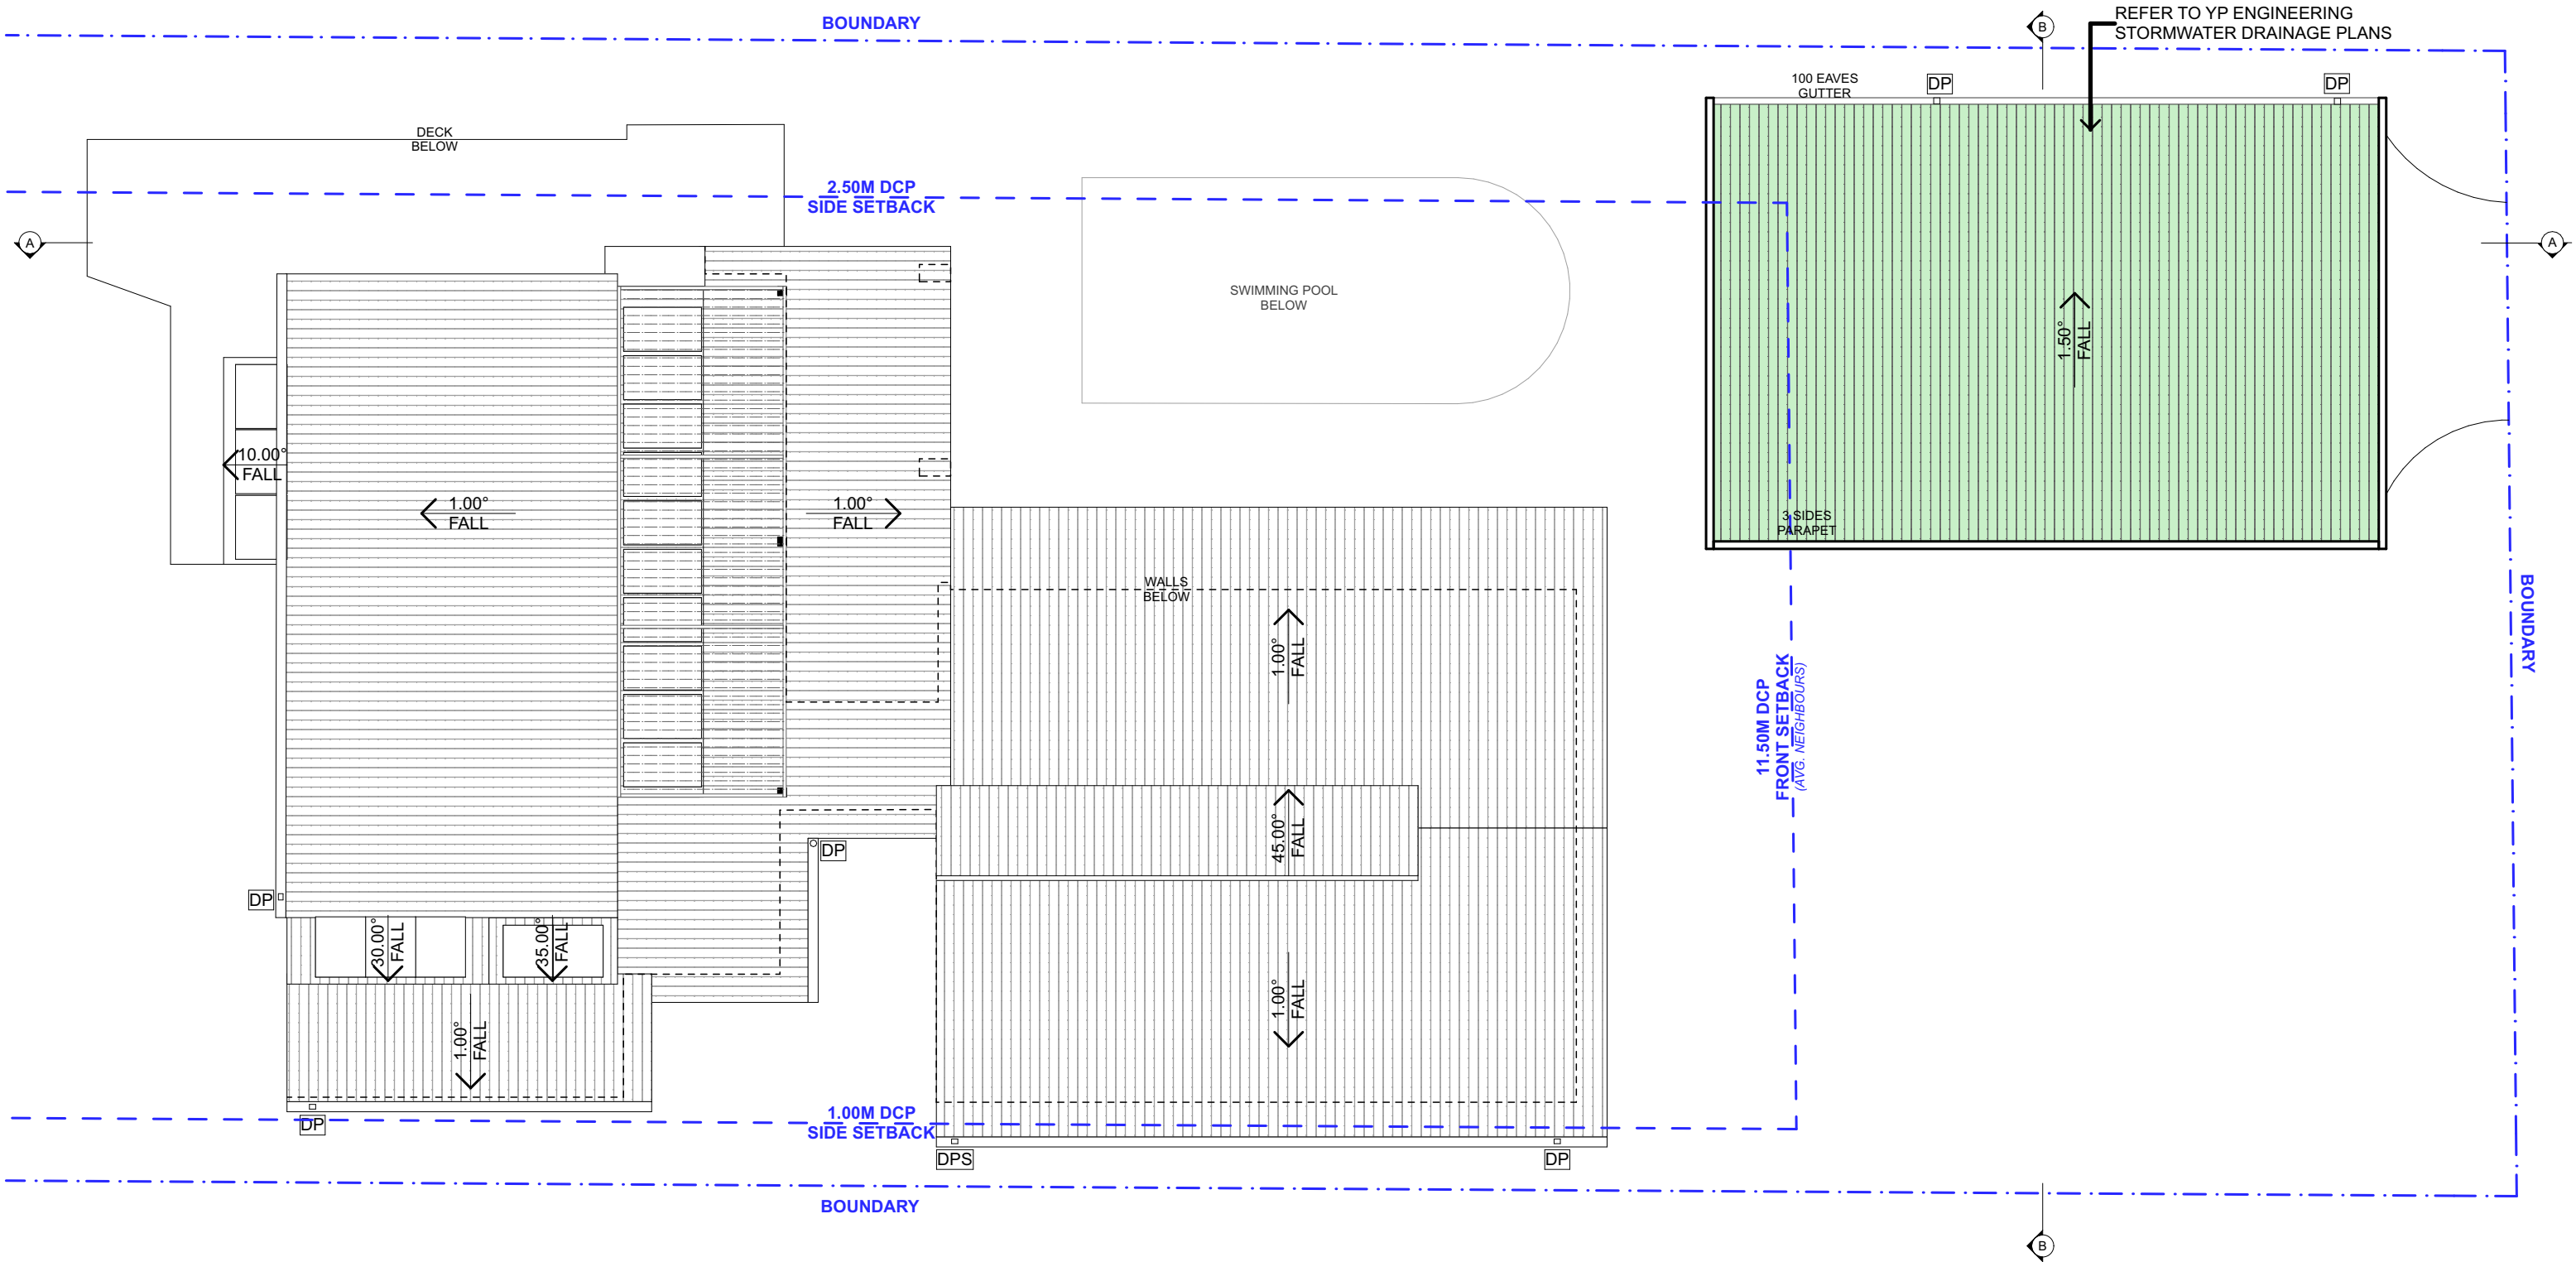 BOUNDARY
B
REFER TO YP ENGINEERING
STORMWATER DRAINAGE PLANS
100 EAVES
GUTTER
DP
DP
DECK
BELOW
2.50M DCP
SIDE SETBACK
A
A
SWIMMING POOL
BELOW
1.50°
FALL
10.00°
FALL
1.00°
FALL
1.00°
FALL
3 SIDES
PARAPET
WALLS
BELOW
1.00°
FALL
BOUNDARY
11.50M DCP
FRONT SETBACK
(AVG. NEIGHBOURS)
45.00°
FALL
DP
DP
30.00°
FALL
35.00°
FALL
1.00°
FALL
1.00°
FALL
DP
1.00M DCP
SIDE SETBACK
DPS
DP
BOUNDARY
B